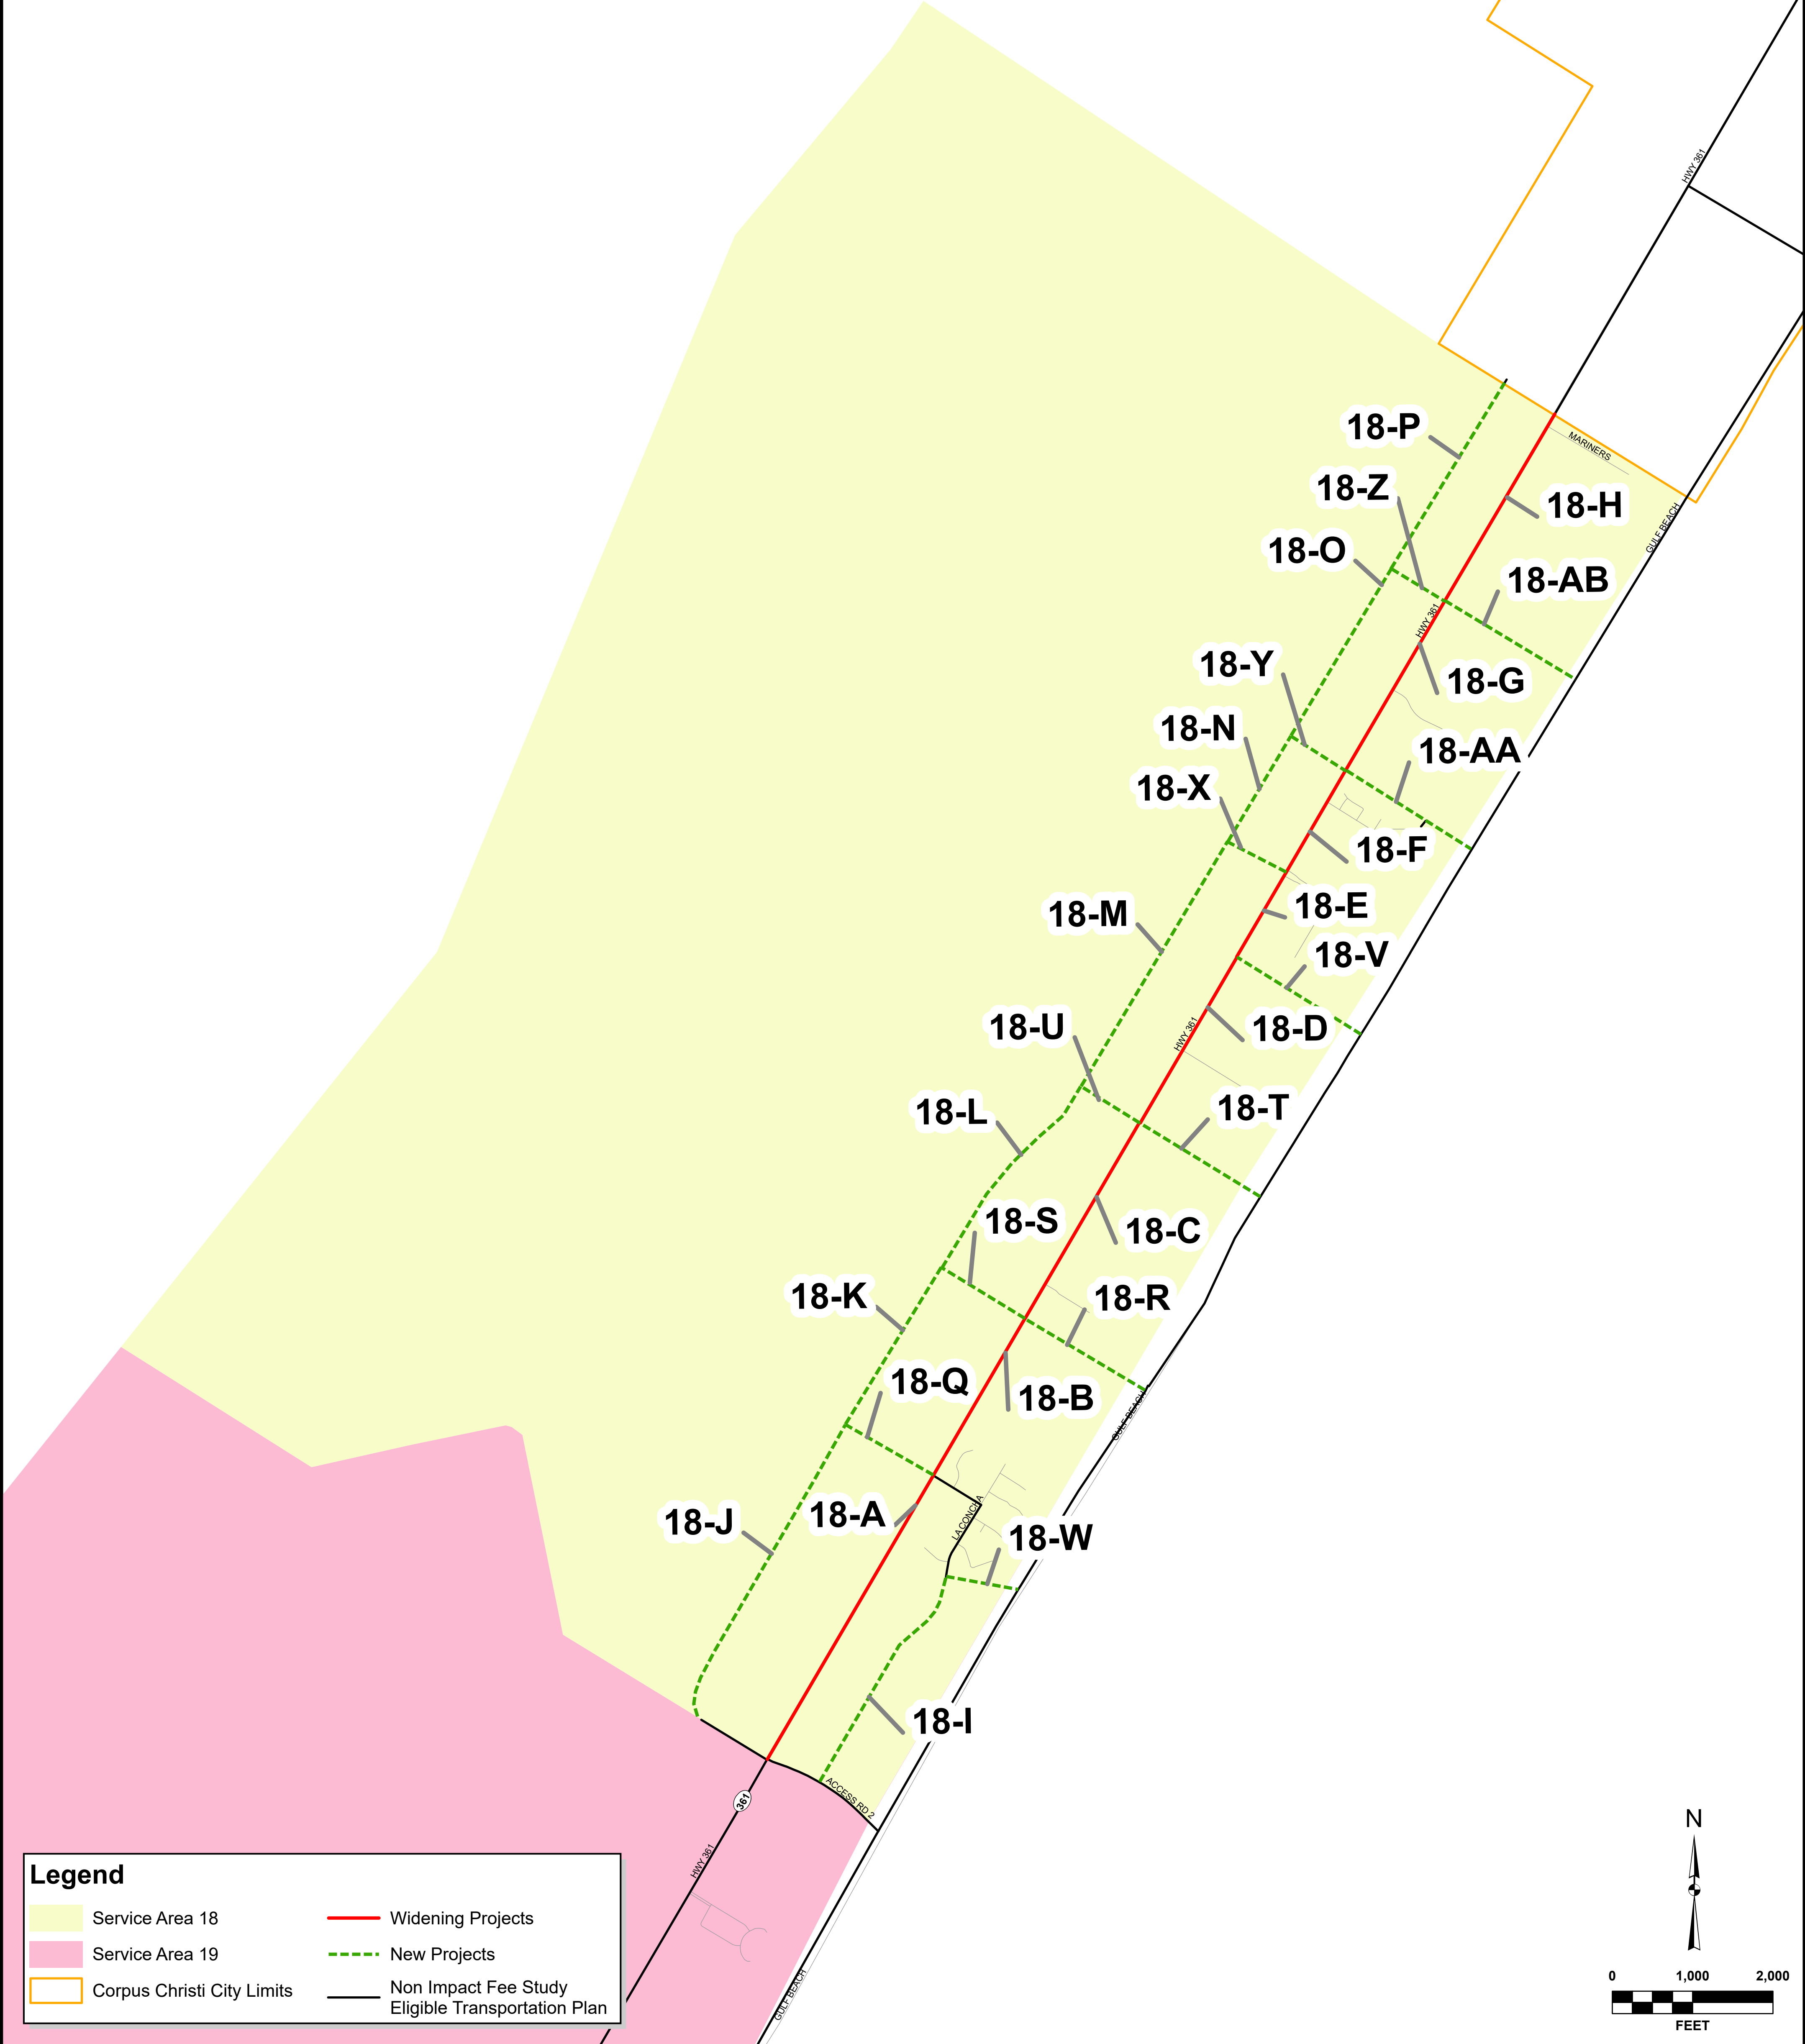 HWY 361
MARINERS
18-P
18-Z
18-H
GULF BEACH
18-O
18-AB
HWY 361
18-Y
18-G
18-N
18-AA
18-X
18-F
18-E
18-M
18-V
18-U
18-D
HWY 361
18-L
18-T
18-S
18-C
18-K
18-R
18-Q
18-B
GULF BEACH
18-J
18-A
LA CONCHA
18-W
18-I
ACCESS RD 2
361
HWY 361
GULF BEACH
Legend
Service Area 18
Service Area 19
Corpus Christi City Limits
Widening Projects
New Projects
Non Impact Fee Study
Eligible Transportation Plan
N
0 1,000 2,000
FEET